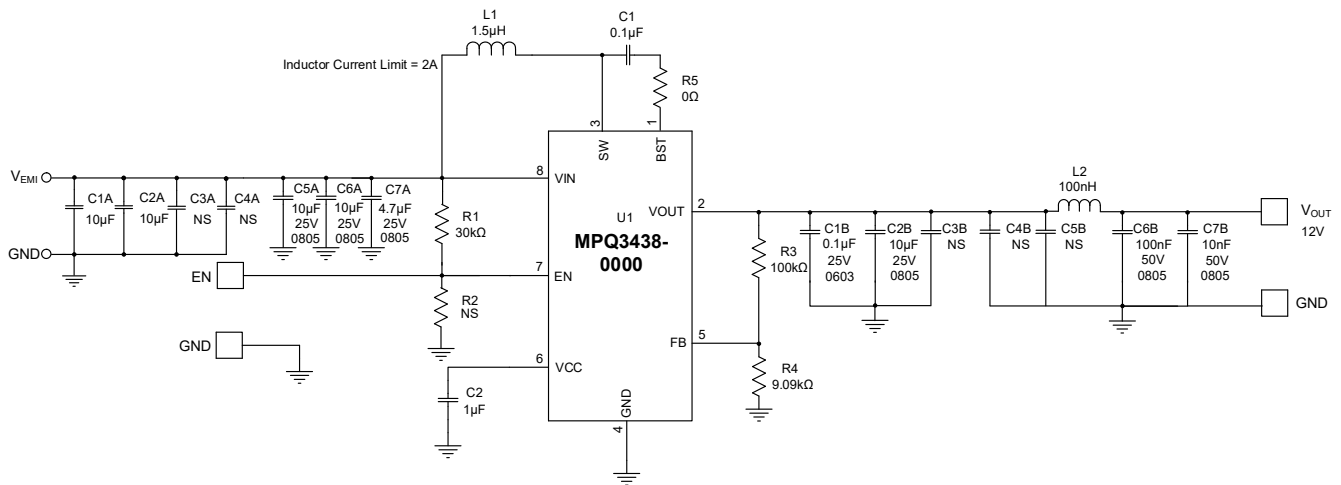 L1
1.5µH
C1
0.1µF
Inductor Current Limit = 2A
R5
0Ω
3
1
SW
BST
VEMI
C1A
10µF
C2A
10µF
C3A
NS
C4A
NS
C5A
10µF
25V
0805
C6A
10µF
25V
0805
C7A
4.7µF
25V
0805
8
VIN
R1
30kΩ
GND
EN
7
EN
R2
NS
GND
6
VCC
C2
1µF
U1
MPQ3438-
0000
VOUT
2
FB
5
GND
4
R3
100kΩ
R4
9.09kΩ
C1B
0.1µF
25V
0603
C2B
10µF
25V
0805
C3B
NS
C4B
NS
C5B
NS
L2
100nH
C6B
100nF
50V
0805
C7B
10nF
50V
0805
VOUT
12V
GND